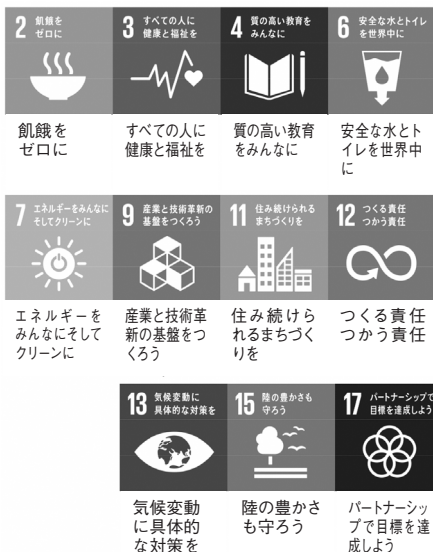 2 飢餓を
ゼロに
3 すべての人に
健康と福祉を
4 質の高い教育を
みんなに
6 安全な水とトイレ
を世界中に
飢餓を
ゼロに
すべての人に
健康と福祉を
質の高い教育
をみんなに
安全な水とト
イレを世界中
に
7 エネルギーをみんなに
そしてクリーンに
9 産業と技術革新の
基盤をつくろう
11 住み続けられる
まちづくりを
12 つくる責任
つかう責任
エネルギーを
みんなにそして
クリーンに
産業と技術革
新の基盤をつ
くろう
住み続けら
れるまちづく
りを
つくる責任
つかう責任
13 気候変動に
具体的な対策を
15 陸の豊かさも
守ろう
17 パートナーシップで
目標を達成しよう
気候変動
に具体的
な対策を
陸の豊かさ
も守ろう
パートナーシッ
プで目標を達
成しよう